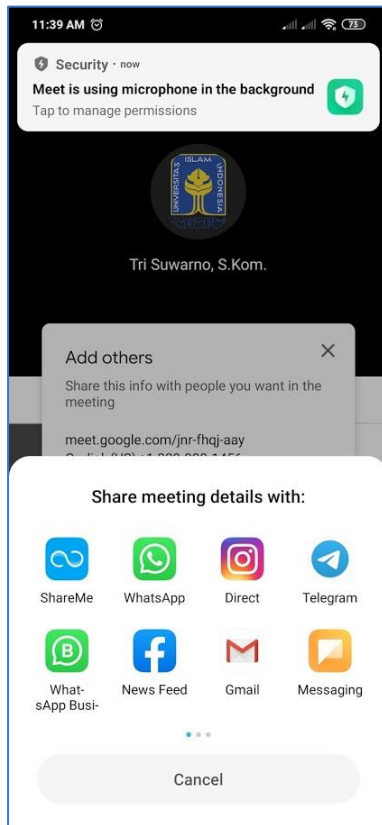 11:39 AM
73
Security · now
Meet is using microphone in the background
Tap to manage permissions
UNIVERSITAS ISLAM INDONESIA
Tri Suwarno, S.Kom.
Add others
Share this info with people you want in the
meeting
meet.google.com/jnr-fhqj-aay
Share meeting details with:
ShareMe WhatsApp Direct Telegram
What-
sApp Busi- News Feed Gmail Messaging
Cancel